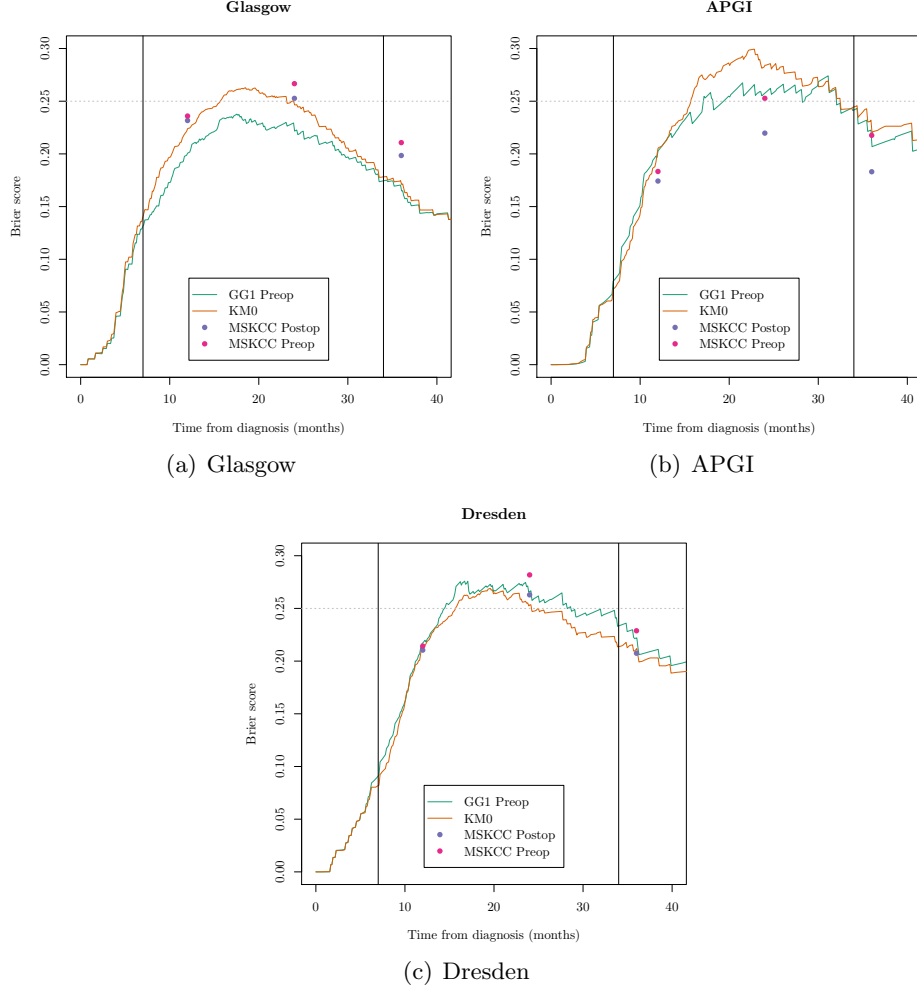 Glasgow
0.00 0.05 0.10 0.15 0.20 0.25 0.30
Brier score
GG1 Preop
KM0
MSKCC Postop
MSKCC Preop
0 10 20 30 40
Time from diagnosis (months)
(a) Glasgow
APGI
0.00 0.05 0.10 0.15 0.20 0.25 0.30
Brier score
GG1 Preop
KM0
MSKCC Postop
MSKCC Preop
0 10 20 30 40
Time from diagnosis (months)
(b) APGI
Dresden
0.00 0.05 0.10 0.15 0.20 0.25 0.30
Brier score
GG1 Preop
KM0
MSKCC Postop
MSKCC Preop
0 10 20 30 40
Time from diagnosis (months)
(c) Dresden